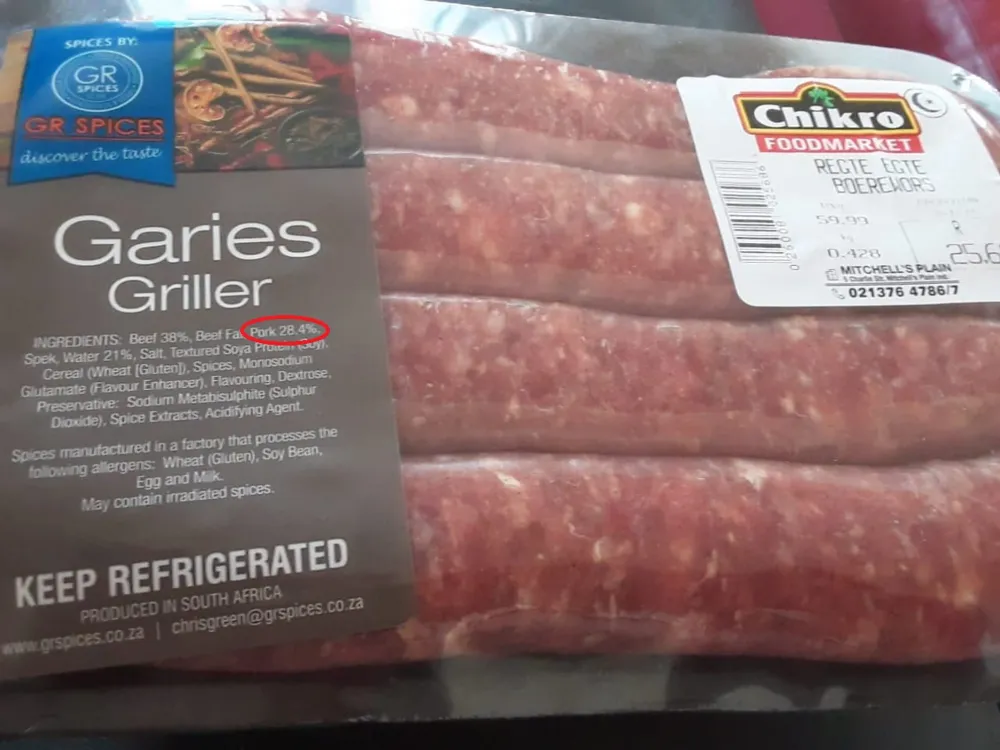 SPICES BY:
GR
SPICES
GR SPICES
discover the taste
Garies
Griller
INGREDIENTS: Beef 38%, Beef Fat, Pork 28.4%,
Spek, Water 21%, Salt, Textured Soya Protein (Soy),
Cereal (Wheat [Gluten]), Spices, Monosodium
Glutamate (Flavour Enhancer), Flavouring, Dextrose,
Preservative: Sodium Metabisulphite (Sulphur
Dioxide), Spice Extracts, Acidifying Agent.
Spices manufactured in a factory that processes the
following allergens: Wheat (Gluten), Soy Bean,
Egg and Milk.
May contain irradiated spices.
KEEP REFRIGERATED
PRODUCED IN SOUTH AFRICA
www.grspices.co.za | chrisgreen@grspices.co.za
Chikro
FOODMARKET
REGTE EGTE
BOEREWORS
59.99
R
kg
0.428
25.6
MITCHELL'S PLAIN
021376 4786/7